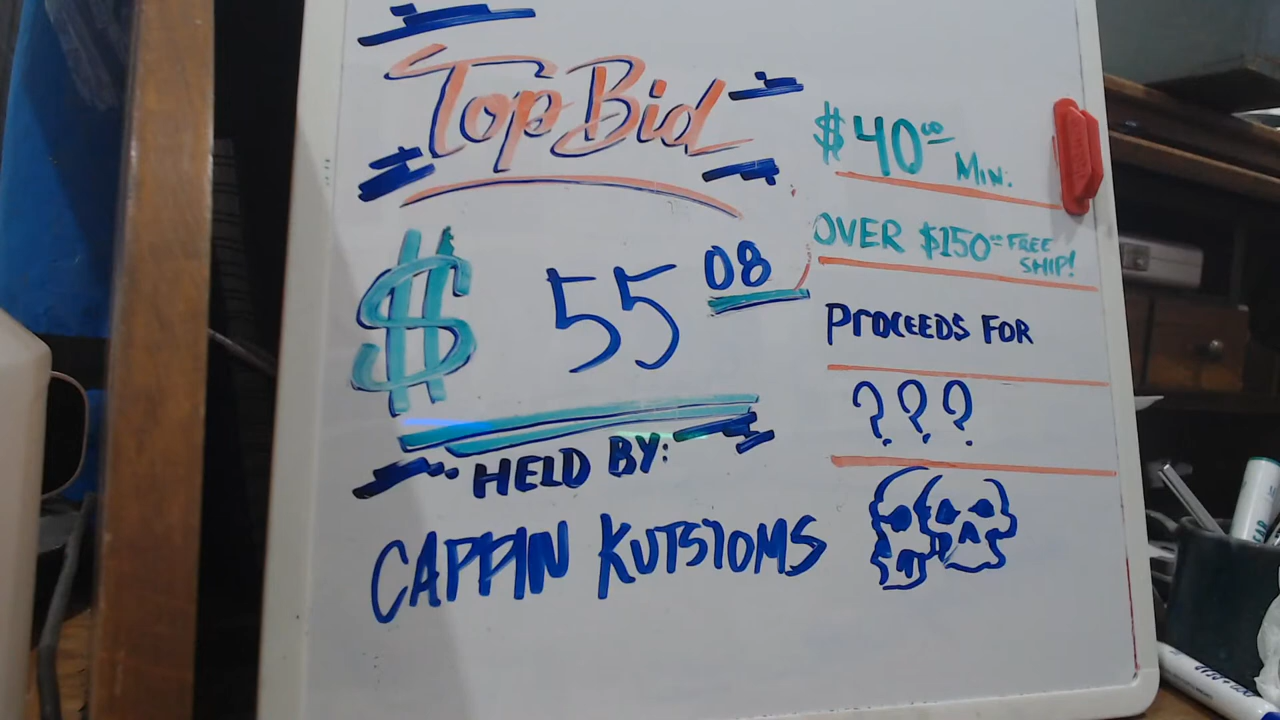 Top Bid
$ 55 08
HELD BY:
CAPPIN KUTSTOMS
$40 00 MIN.
OVER $150 00 FREE
SHIP!
PROCEEDS FOR
???